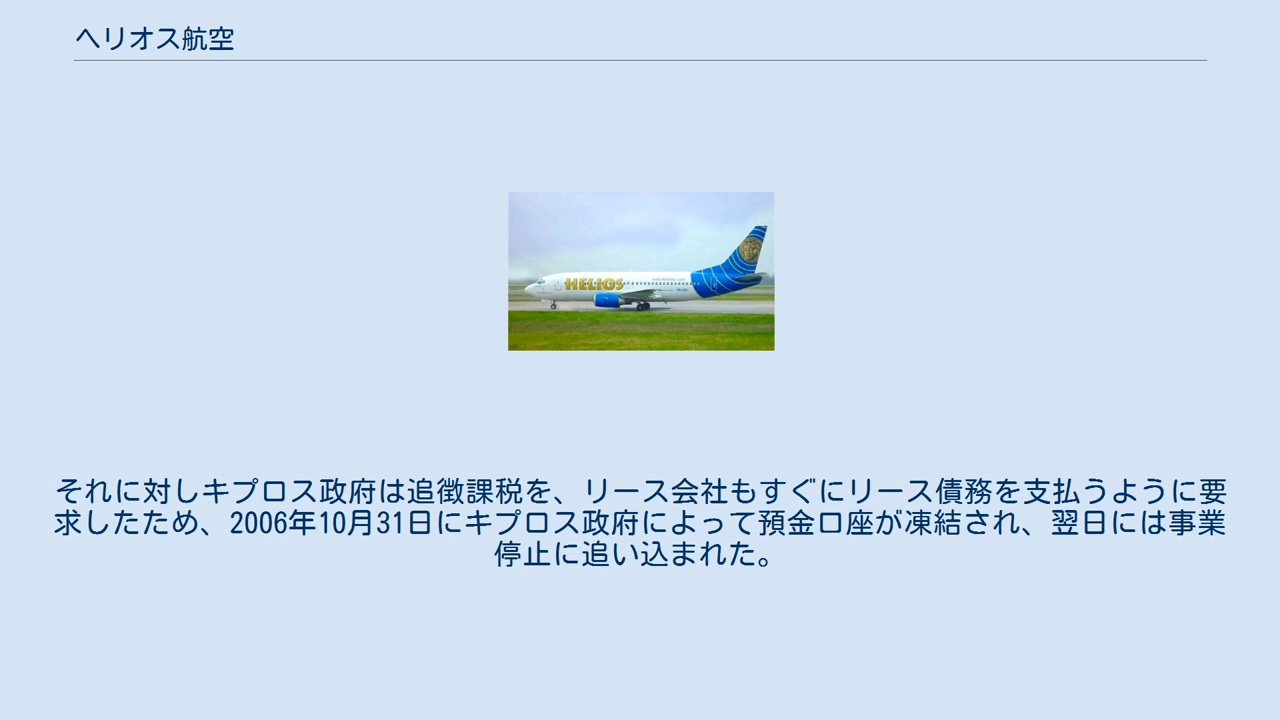 ヘリオス航空
HELIOS
それに対しキプロス政府は追徴課税を、リース会社もすぐにリース債務を支払うように要
求したため、2006年10月31日にキプロス政府によって預金口座が凍結され、翌日には事業
停止に追い込まれた。